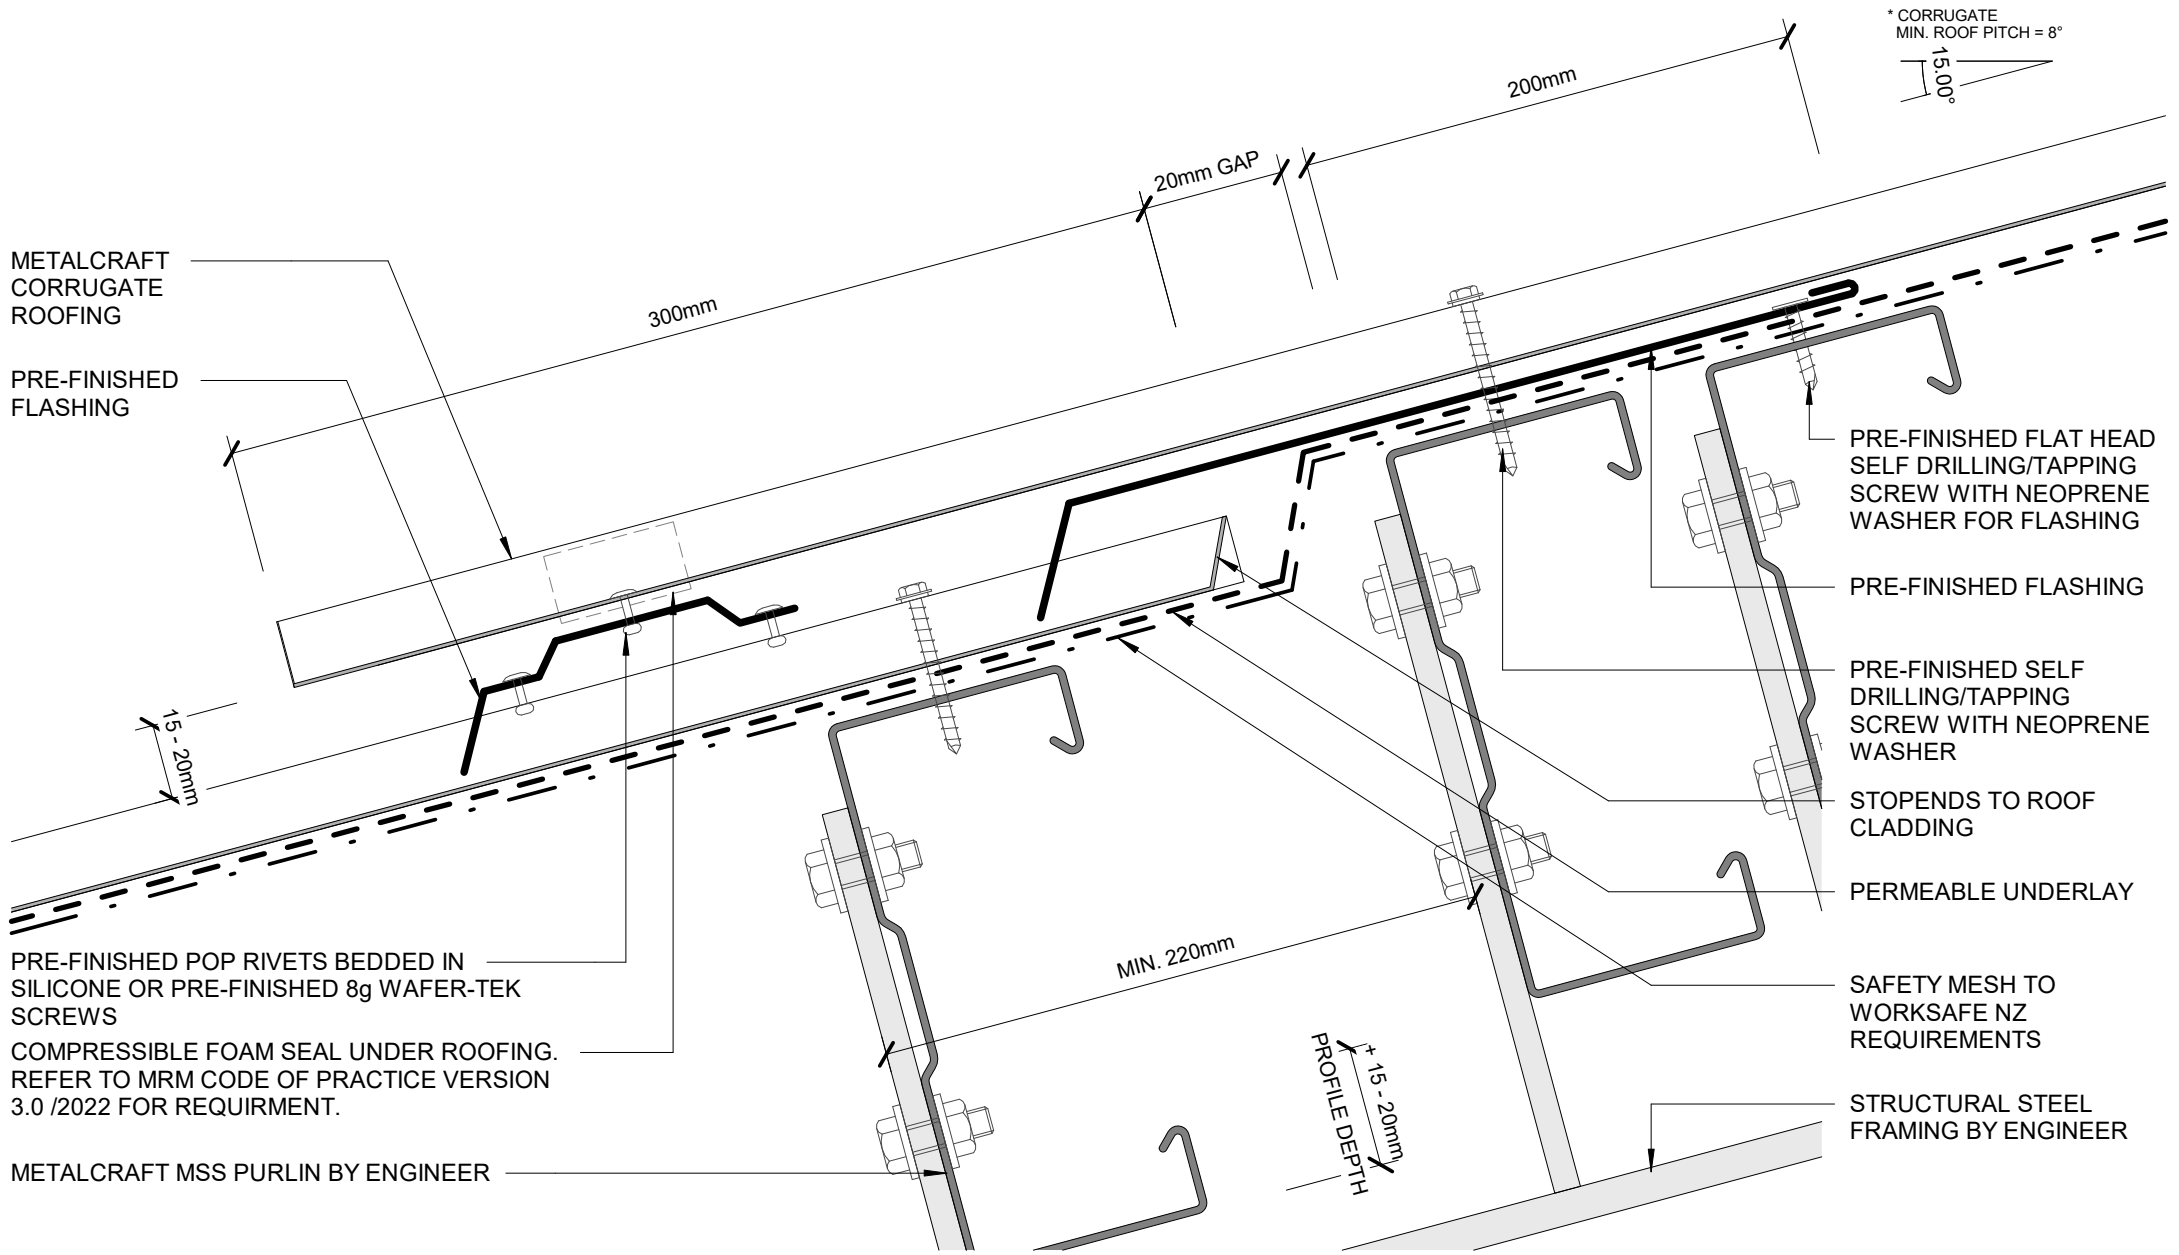 * CORRUGATE
MIN. ROOF PITCH = 8°
15.00°
200mm
20mm GAP
300mm
METALCRAFT
CORRUGATE
ROOFING
PRE-FINISHED
FLASHING
15 - 20mm
PRE-FINISHED POP RIVETS BEDDED IN
SILICONE OR PRE-FINISHED 8g WAFER-TEK
SCREWS
COMPRESSIBLE FOAM SEAL UNDER ROOFING.
REFER TO MRM CODE OF PRACTICE VERSION
3.0 /2022 FOR REQUIRMENT.
METALCRAFT MSS PURLIN BY ENGINEER
MIN. 220mm
+ 15 - 20mm
PROFILE DEPTH
PRE-FINISHED FLAT HEAD
SELF DRILLING/TAPPING
SCREW WITH NEOPRENE
WASHER FOR FLASHING
PRE-FINISHED FLASHING
PRE-FINISHED SELF
DRILLING/TAPPING
SCREW WITH NEOPRENE
WASHER
STOPENDS TO ROOF
CLADDING
PERMEABLE UNDERLAY
SAFETY MESH TO
WORKSAFE NZ
REQUIREMENTS
STRUCTURAL STEEL
FRAMING BY ENGINEER